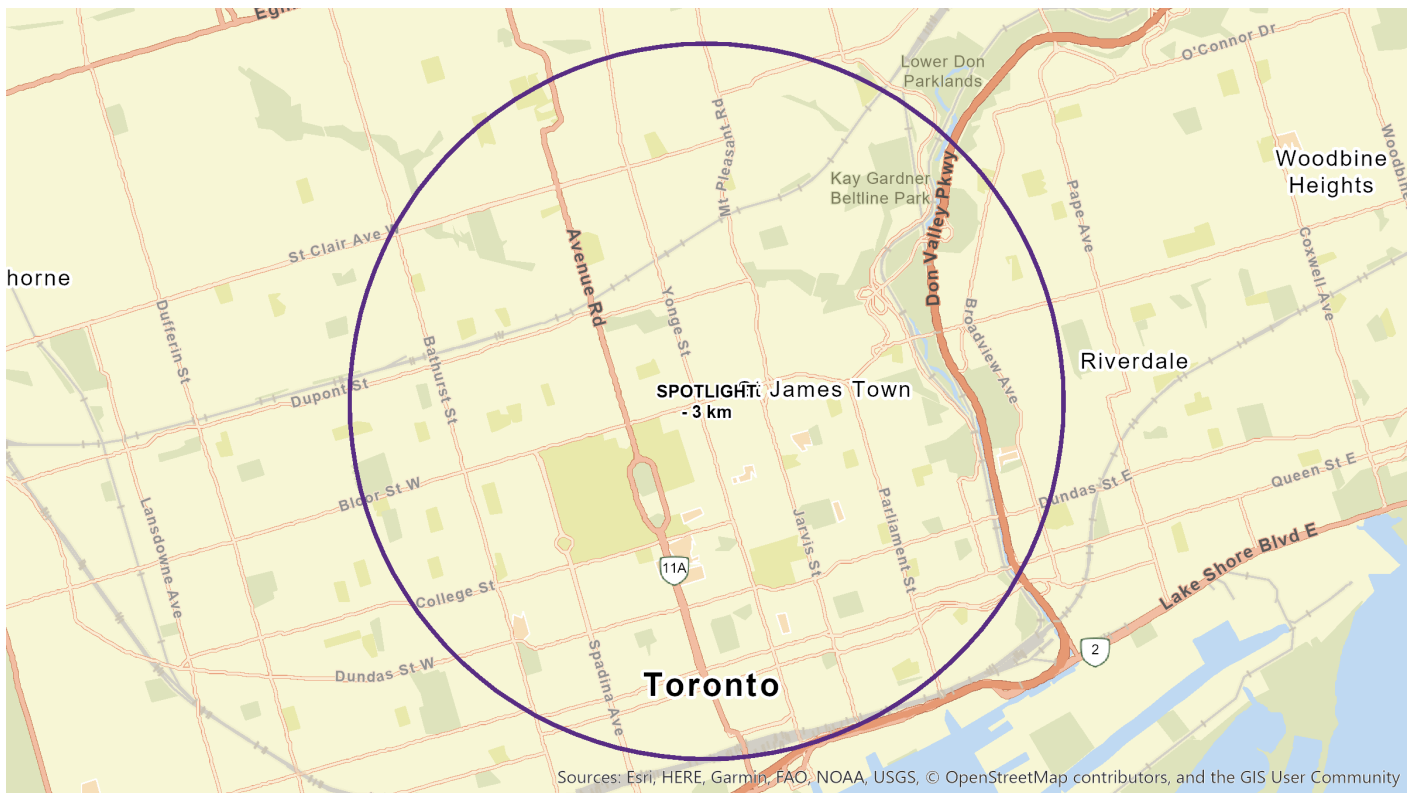 Egli
O'Connor Dr
Lower Don
Parklands
Mt Pleasant Rd
Woodbine
Woodbine
Heights
Kay Gardner
Beltline Park
Don Valley Pkwy
Pape Ave
St Clair Ave W
Avenue Rd
Coxwell Ave
horne
Dufferin St
Yonge St
Broadview Ave
Bathurst St
Riverdale
Dupont St
SPOTLIGHT
- 3 km
St James Town
Bloor St W
Queen St E
Dundas St E
Lansdowne Ave
Jarvis St
Parliament St
11A
Lake Shore Blvd E
College St
2
Dundas St W
Spadina Ave
Toronto
Sources: Esri, HERE, Garmin, FAO, NOAA, USGS, © OpenStreetMap contributors, and the GIS User Community